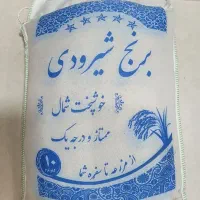 برنج شیرودی
خوشپخت شمال
ممتاز و درجه یک
از مزرعه تا سفره شما
۱۰